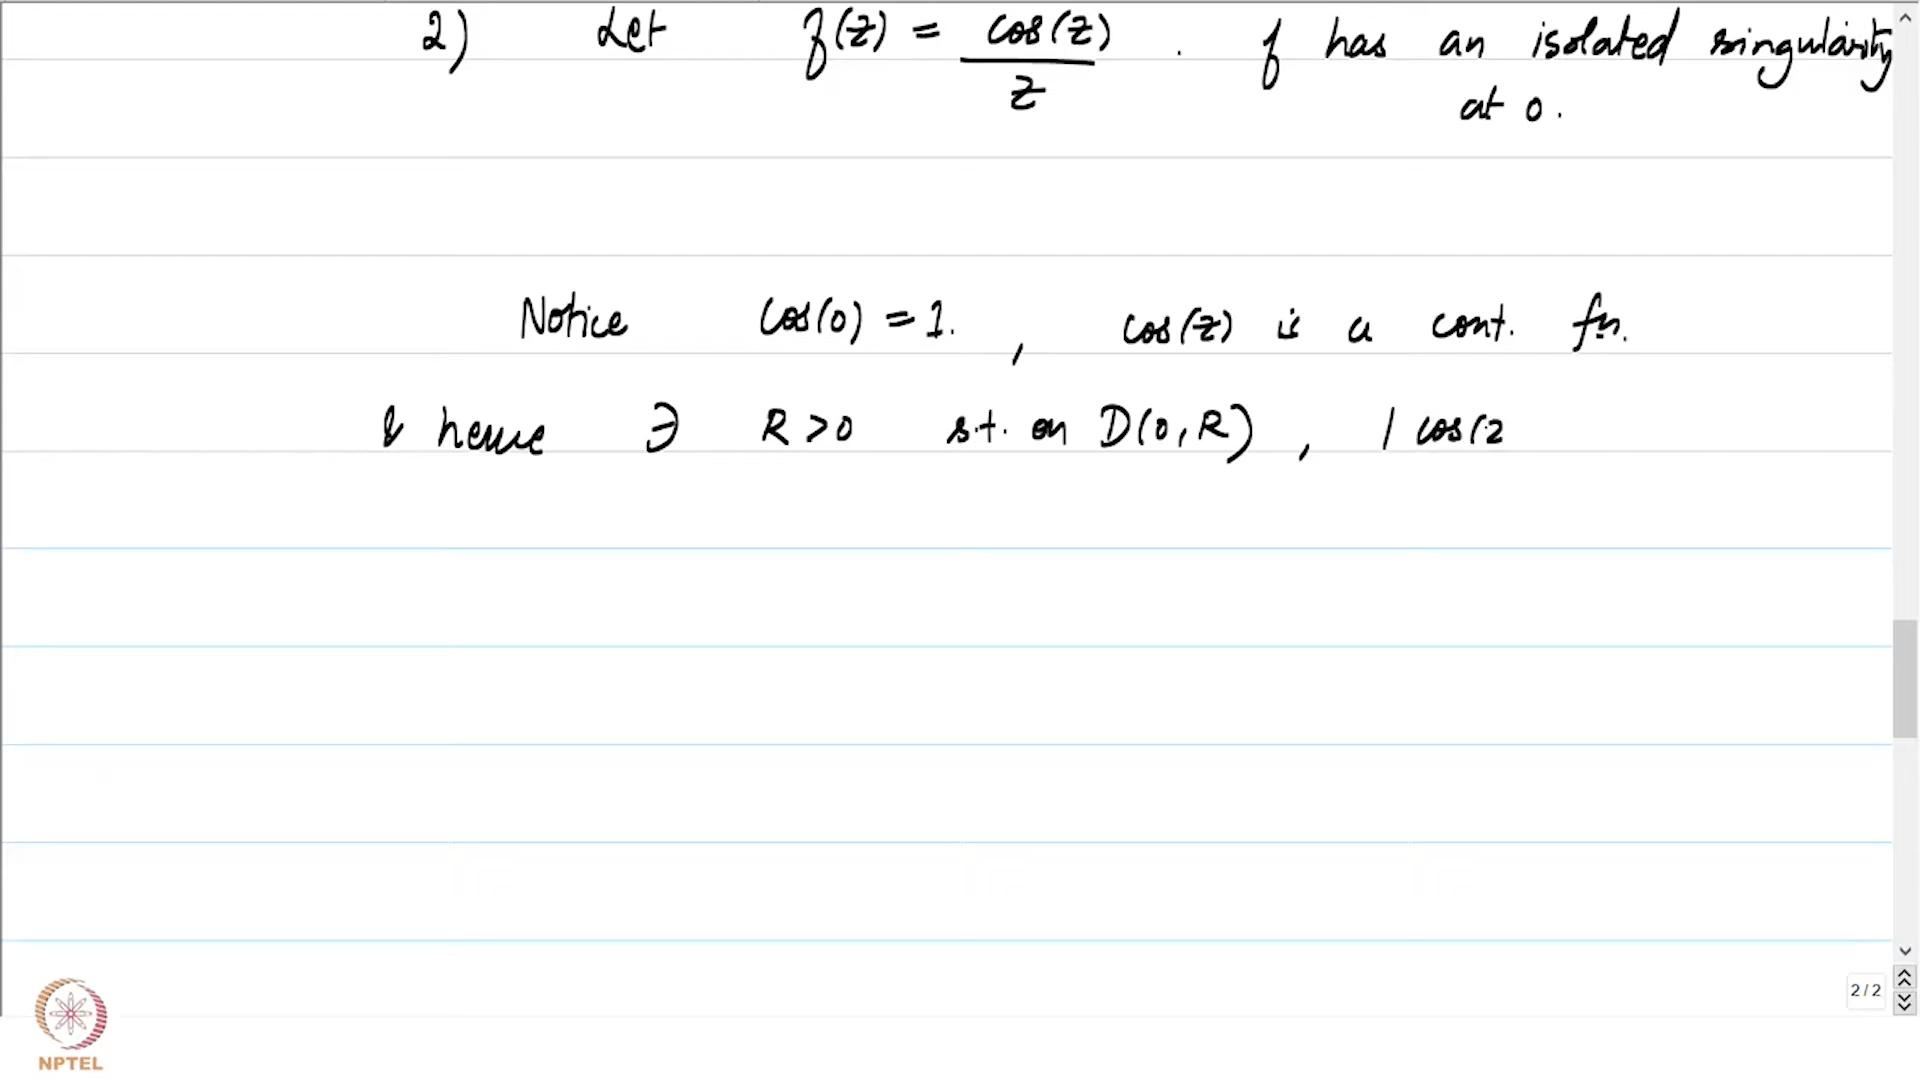 2) Let f(z) = cos(z) / z . f has an isolated singularity
at 0.
Notice cos(0) = 1. , cos(z) is a cont. fn.
& hence ∃ R > 0 s.t. on D(0, R) , | cos(z
2 / 2
NPTEL